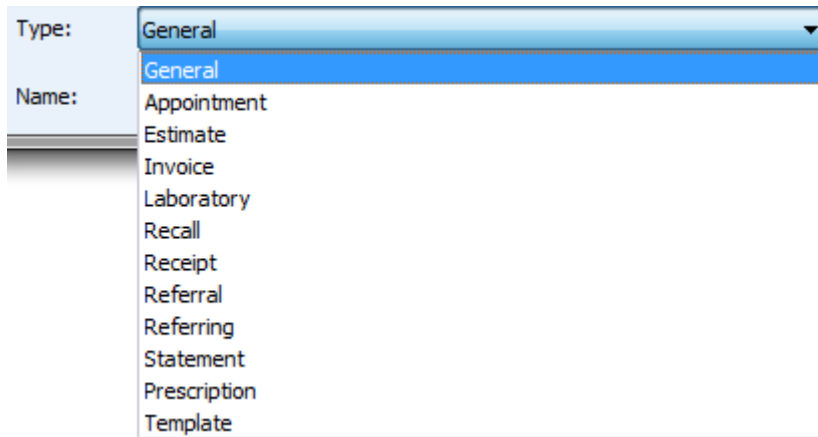 Type: General
General
Name: Appointment
Estimate
Invoice
Laboratory
Recall
Receipt
Referral
Referring
Statement
Prescription
Template